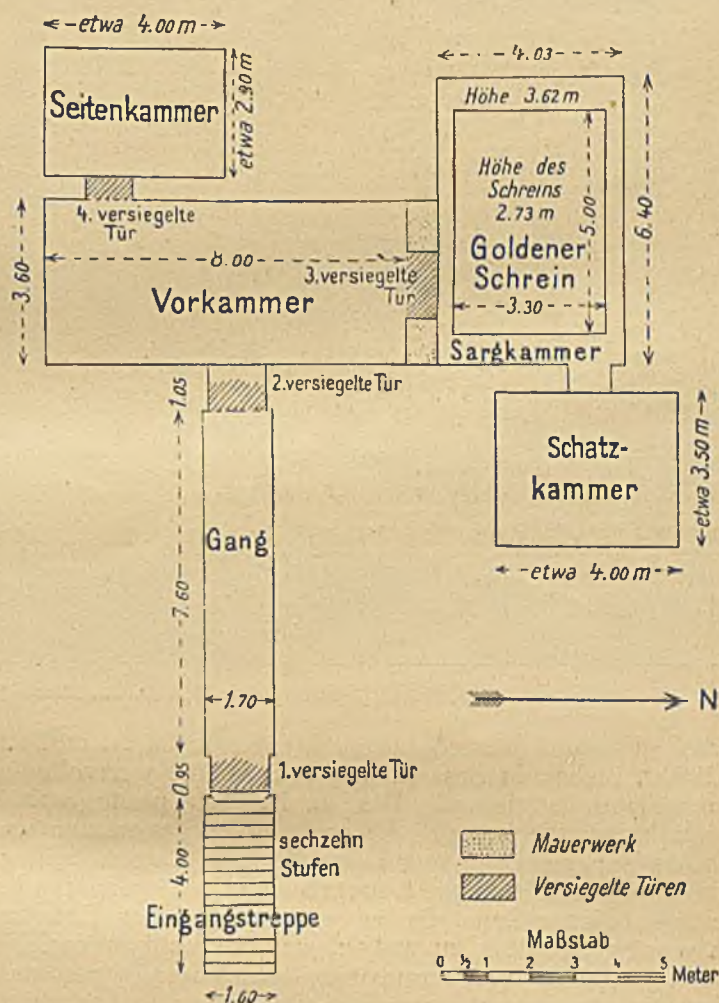 etwa 4.00 m
Seitenkammer
etwa 2.90 m
4. versiegelte
Tür
3.60
8.00
3. versiegelte
Tür
Vorkammer
4.03
Höhe 3.62 m
Höhe des
Schreins
2.73 m
5.00
6.40
Goldener
Schrein
3.30
Sargkammer
1.05
2. versiegelte Tür
Schatz-
kammer
etwa 3.50 m
etwa 4.00 m
Gang
7.60
1.70
N
0.95
1. versiegelte Tür
4.00
sechzehn
Stufen
Eingangstreppe
1.60
Mauerwerk
Versiegelte Türen
Maßstab
0 ½ 1 2 3 4 5 Meter